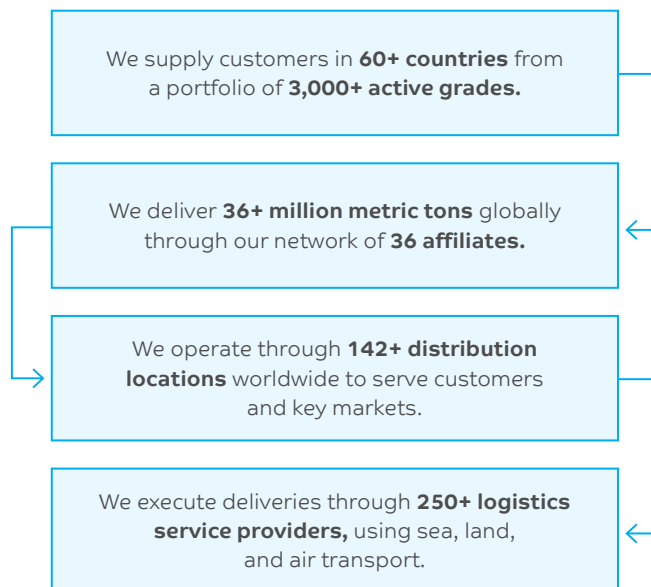 We supply customers in 60+ countries from
a portfolio of 3,000+ active grades.
We deliver 36+ million metric tons globally
through our network of 36 affiliates.
We operate through 142+ distribution
locations worldwide to serve customers
and key markets.
We execute deliveries through 250+ logistics
service providers, using sea, land,
and air transport.